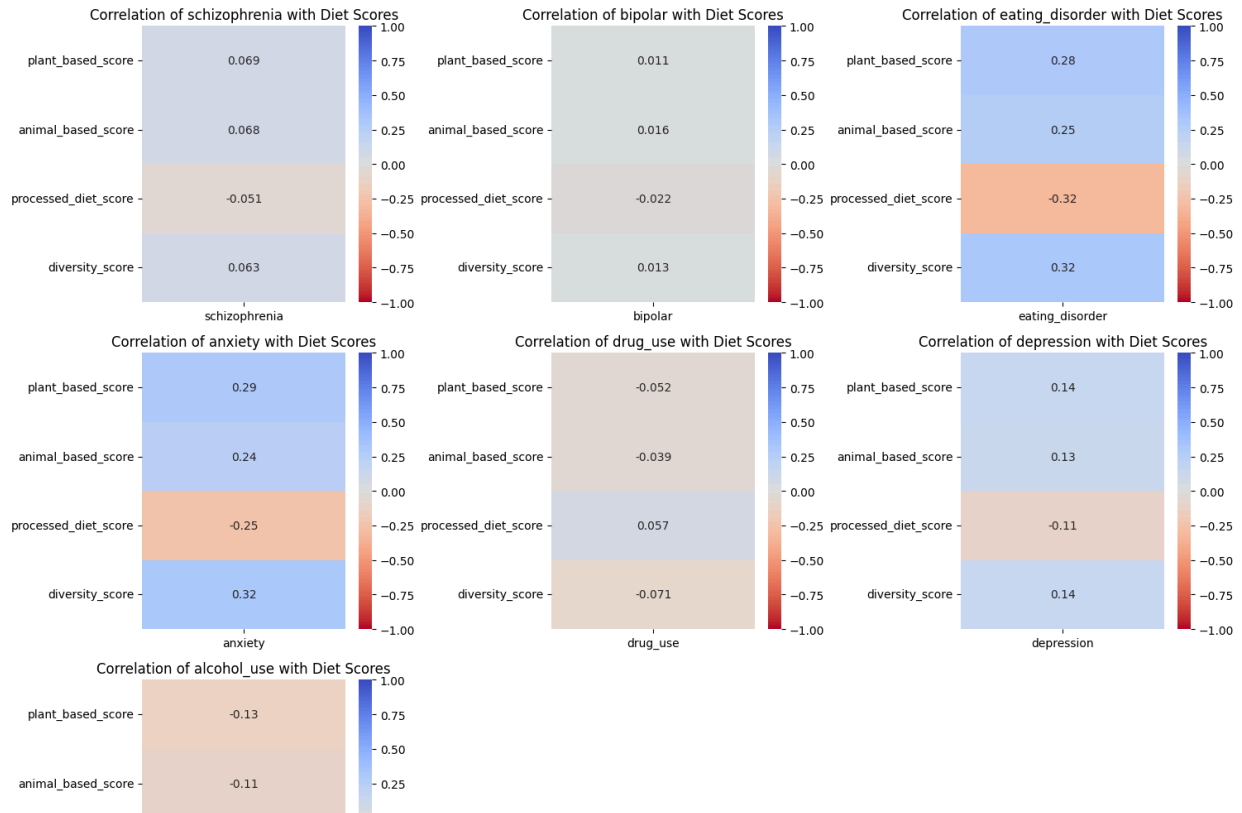 Correlation of schizophrenia with Diet Scores
plant_based_score
0.069
animal_based_score
0.068
processed_diet_score
-0.051
diversity_score
0.063
schizophrenia
1.00
0.75
0.50
0.25
0.00
−0.25
−0.50
−0.75
−1.00
Correlation of bipolar with Diet Scores
plant_based_score
0.011
animal_based_score
0.016
processed_diet_score
-0.022
diversity_score
0.013
bipolar
1.00
0.75
0.50
0.25
0.00
−0.25
−0.50
−0.75
−1.00
Correlation of eating_disorder with Diet Scores
plant_based_score
0.28
animal_based_score
0.25
processed_diet_score
-0.32
diversity_score
0.32
eating_disorder
1.00
0.75
0.50
0.25
0.00
−0.25
−0.50
−0.75
−1.00
Correlation of anxiety with Diet Scores
plant_based_score
0.29
animal_based_score
0.24
processed_diet_score
-0.25
diversity_score
0.32
anxiety
1.00
0.75
0.50
0.25
0.00
−0.25
−0.50
−0.75
−1.00
Correlation of drug_use with Diet Scores
plant_based_score
-0.052
animal_based_score
-0.039
processed_diet_score
0.057
diversity_score
-0.071
drug_use
1.00
0.75
0.50
0.25
0.00
−0.25
−0.50
−0.75
−1.00
Correlation of depression with Diet Scores
plant_based_score
0.14
animal_based_score
0.13
processed_diet_score
-0.11
diversity_score
0.14
depression
1.00
0.75
0.50
0.25
0.00
−0.25
−0.50
−0.75
−1.00
Correlation of alcohol_use with Diet Scores
plant_based_score
-0.13
animal_based_score
-0.11
1.00
0.75
0.50
0.25